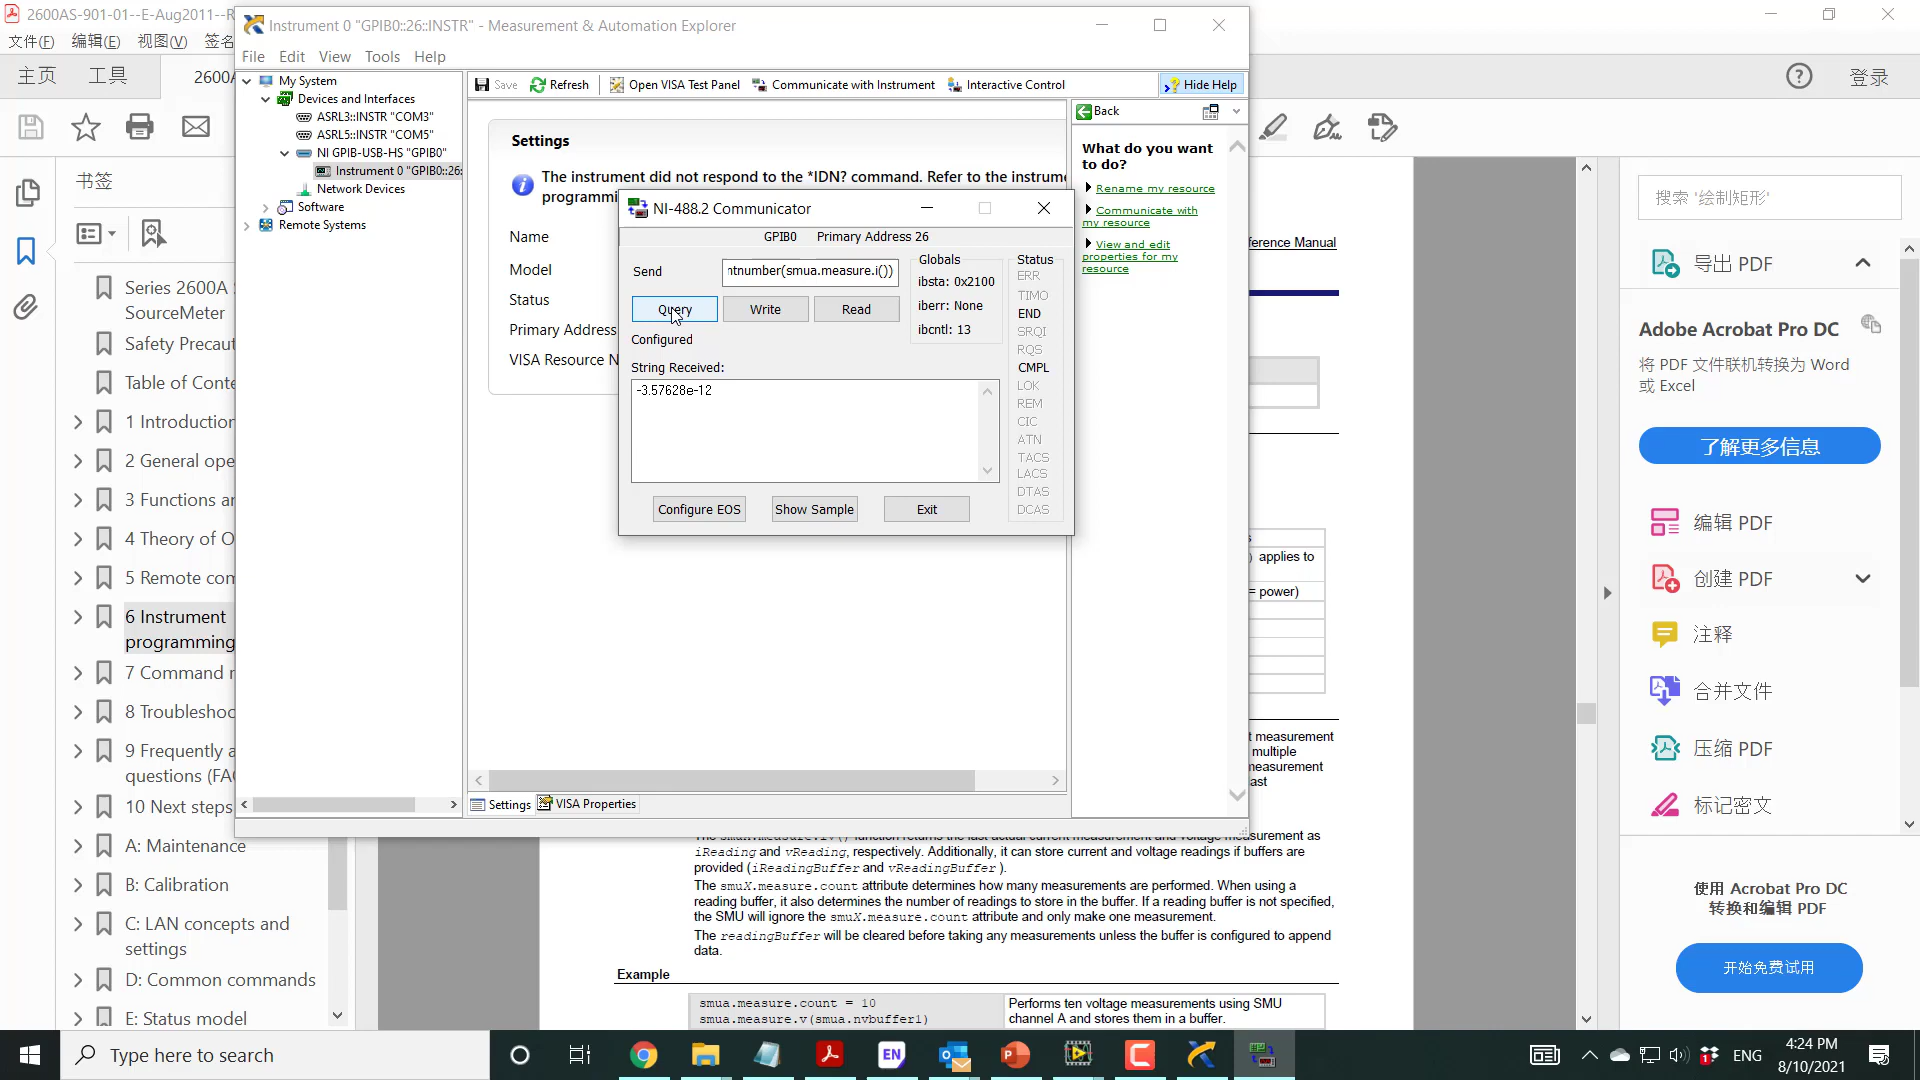 2600AS-901-01--E-Aug2011--R
文件(F) 编辑(E) 视图(V) 签名
主页 工具 2600A
登录
Instrument 0 "GPIB0::26::INSTR" - Measurement & Automation Explorer
File Edit View Tools Help
My System
Devices and Interfaces
ASRL3::INSTR "COM3"
ASRL5::INSTR "COM5"
NI GPIB-USB-HS "GPIB0"
Instrument 0 "GPIB0::26:
Network Devices
Software
Remote Systems
Save Refresh Open VISA Test Panel Communicate with Instrument Interactive Control Hide Help
Settings
The instrument did not respond to the *IDN? command. Refer to the instrume
programmi
Name
Model
Status
Primary Address
VISA Resource N
Settings VISA Properties
Back
What do you want
to do?
Rename my resource
Communicate with
my resource
View and edit
properties for my
resource
NI-488.2 Communicator
GPIB0 Primary Address 26
Send
ntnumber(smua.measure.i())
Query Write Read
Configured
String Received:
-3.57628e-12
Configure EOS Show Sample Exit
Globals
ibsta: 0x2100
iberr: None
ibcntl: 13
Status
ERR
TIMO
END
SRQI
RQS
CMPL
LOK
REM
CIC
ATN
TACS
LACS
DTAS
DCAS
书签
Series 2600A
SourceMeter
Safety Precaut
Table of Conte
1 Introduction
2 General ope
3 Functions an
4 Theory of O
5 Remote com
6 Instrument
programming
7 Command r
8 Troubleshoo
9 Frequently a
questions (FA
10 Next steps
A: Maintenance
B: Calibration
C: LAN concepts and
settings
D: Common commands
E: Status model
ference Manual
s
) applies to
= power)
t measurement
multiple
measurement
ast
The smuX.measure.iv() function returns the last actual current measurement and voltage measurement as
iReading and vReading, respectively. Additionally, it can store current and voltage readings if buffers are
provided (iReadingBuffer and vReadingBuffer ).
The smuX.measure.count attribute determines how many measurements are performed. When using a
reading buffer, it also determines the number of readings to store in the buffer. If a reading buffer is not specified,
the SMU will ignore the smuX.measure.count attribute and only make one measurement.
The readingBuffer will be cleared before taking any measurements unless the buffer is configured to append
data.
Example
smua.measure.count = 10
smua.measure.v(smua.nvbuffer1)
Performs ten voltage measurements using SMU
channel A and stores them in a buffer.
搜索 '绘制矩形'
导出 PDF
Adobe Acrobat Pro DC
将 PDF 文件联机转换为 Word
或 Excel
了解更多信息
编辑 PDF
创建 PDF
注释
合并文件
压缩 PDF
标记密文
使用 Acrobat Pro DC
转换和编辑 PDF
开始免费试用
Type here to search
EN
ENG
4:24 PM
8/10/2021